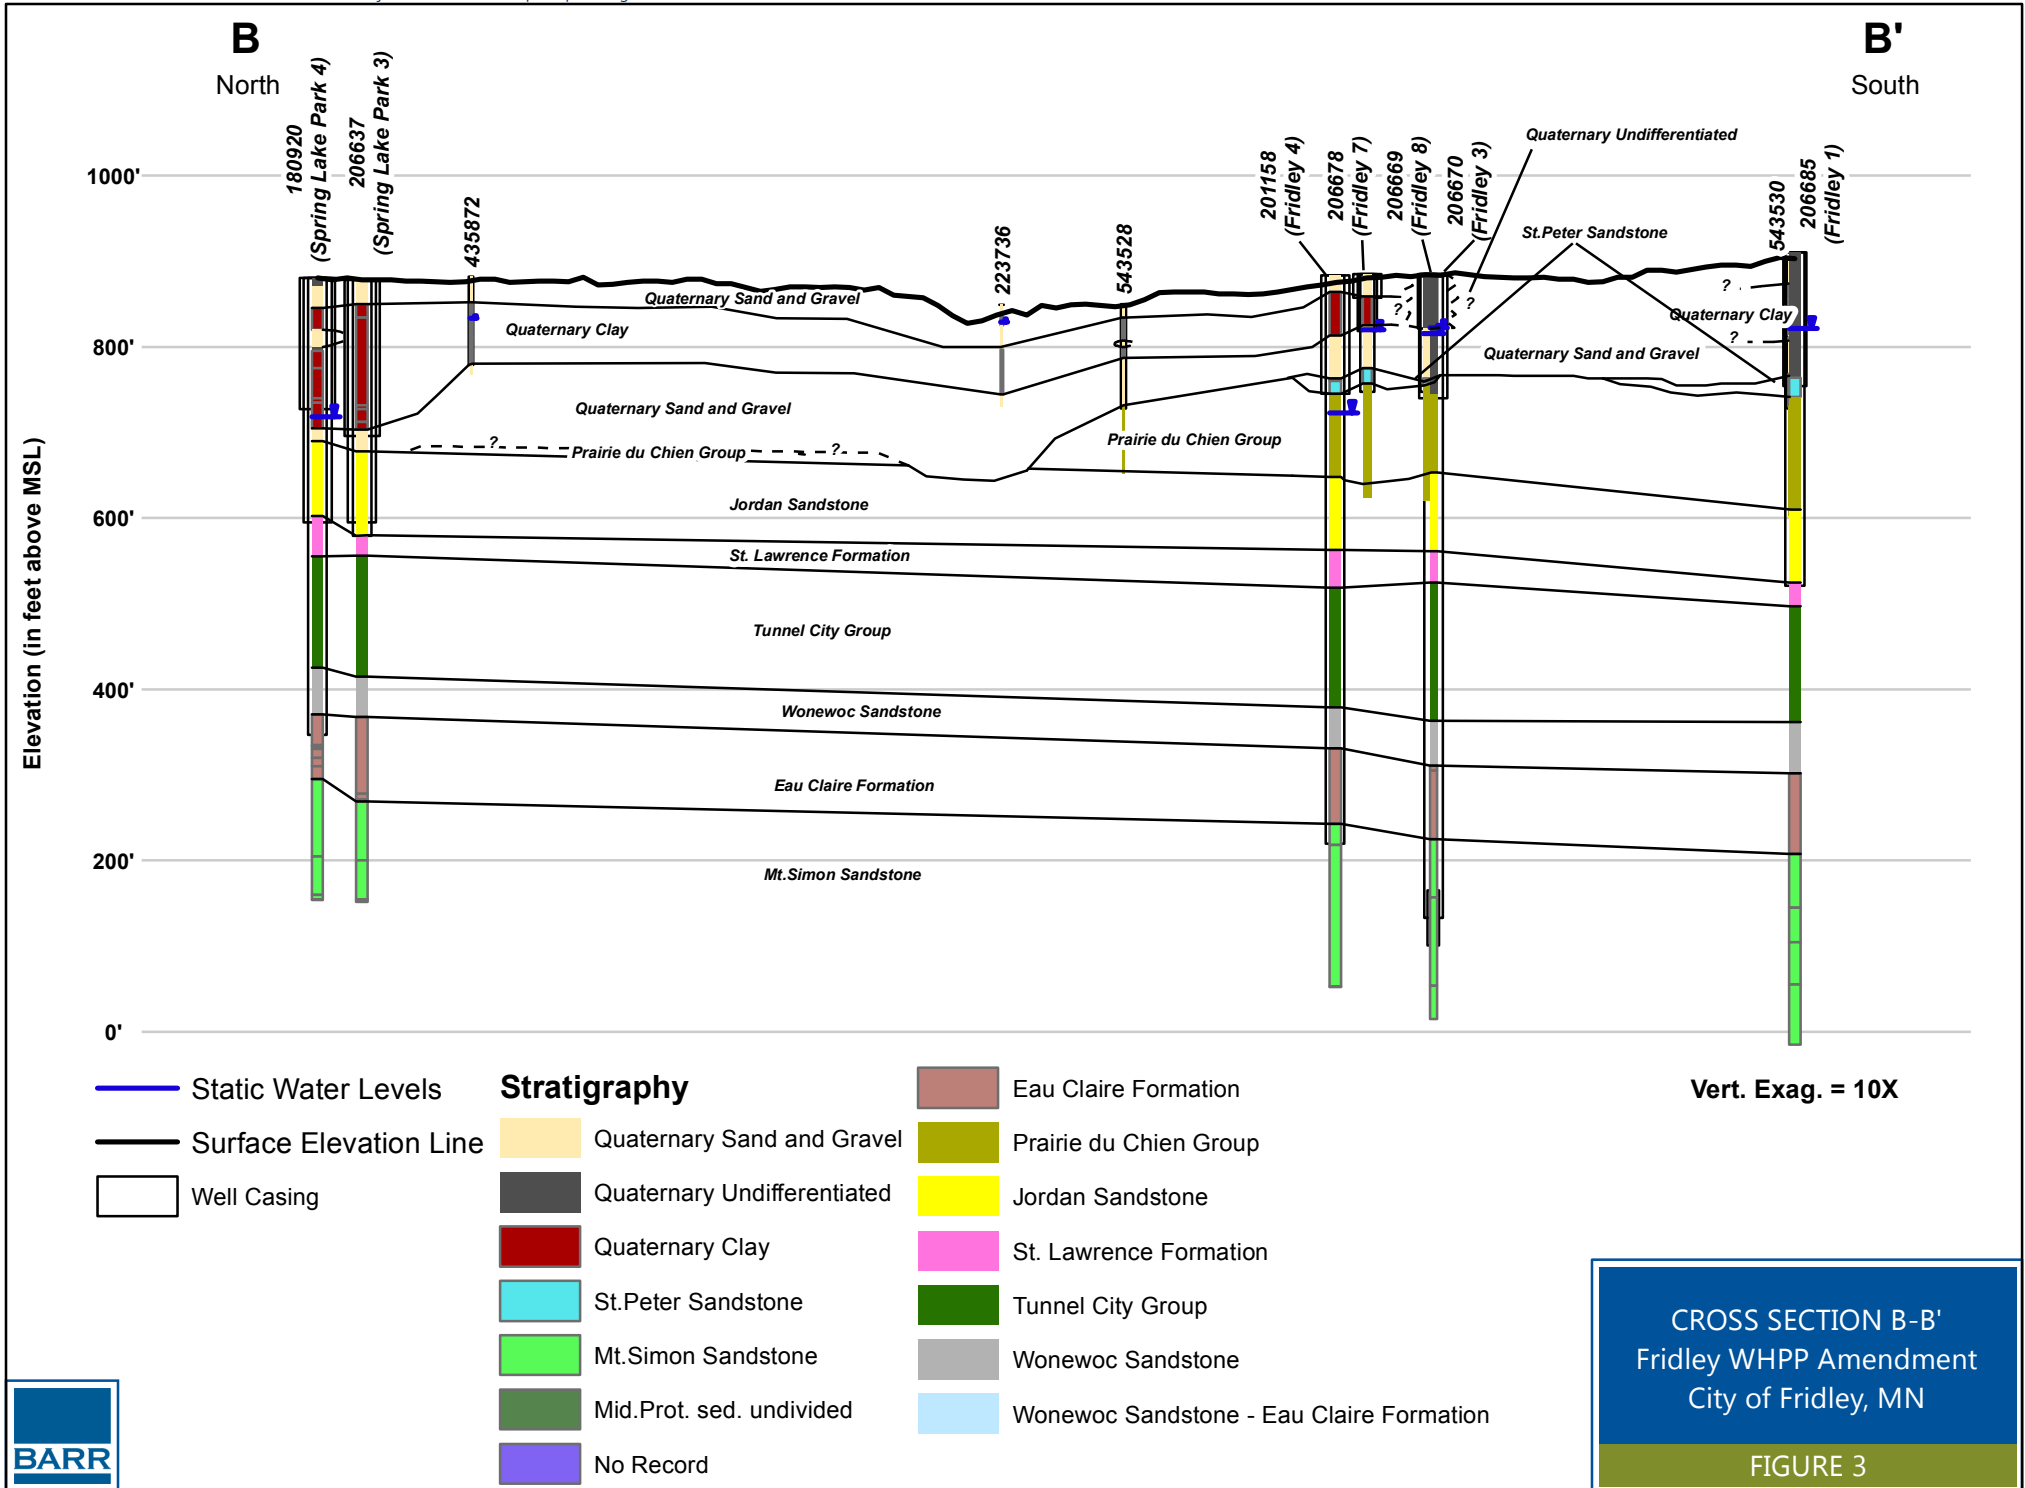 B
North
B'
South
180920
(Spring Lake Park 4)
206637
(Spring Lake Park 3)
435872
223736
543528
201158
(Fridley 4)
206678
(Fridley 7)
206669
(Fridley 8)
206670
(Fridley 3)
543530
206685
(Fridley 1)
Quaternary Undifferentiated
St.Peter Sandstone
Elevation (in feet above MSL)
1000'
800'
600'
400'
200'
0'
Quaternary Sand and Gravel
Quaternary Clay
Quaternary Sand and Gravel
?
?
Prairie du Chien Group
Prairie du Chien Group
?
?
?
Quaternary Clay
?
Quaternary Sand and Gravel
Jordan Sandstone
St. Lawrence Formation
Tunnel City Group
Wonewoc Sandstone
Eau Claire Formation
Mt.Simon Sandstone
Static Water Levels
Surface Elevation Line
Well Casing
Stratigraphy
Quaternary Sand and Gravel
Quaternary Undifferentiated
Quaternary Clay
St.Peter Sandstone
Mt.Simon Sandstone
Mid.Prot. sed. undivided
No Record
Eau Claire Formation
Prairie du Chien Group
Jordan Sandstone
St. Lawrence Formation
Tunnel City Group
Wonewoc Sandstone
Wonewoc Sandstone - Eau Claire Formation
Vert. Exag. = 10X
CROSS SECTION B-B'
Fridley WHPP Amendment
City of Fridley, MN
FIGURE 3
BARR